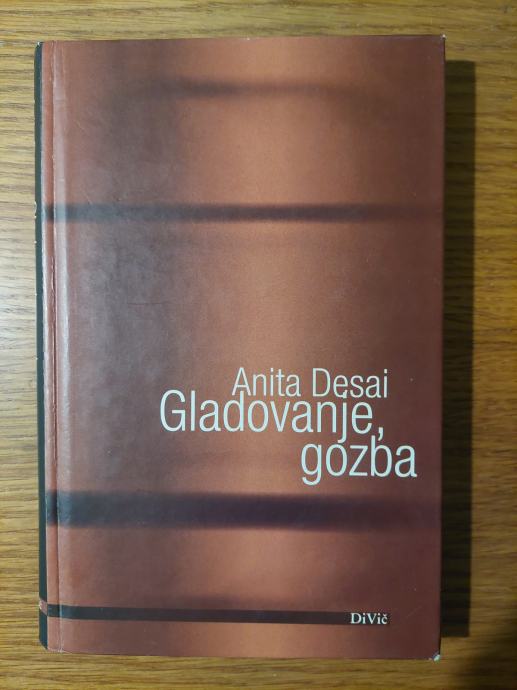 Anita Desai
Gladovanje,
gozba
DiVič